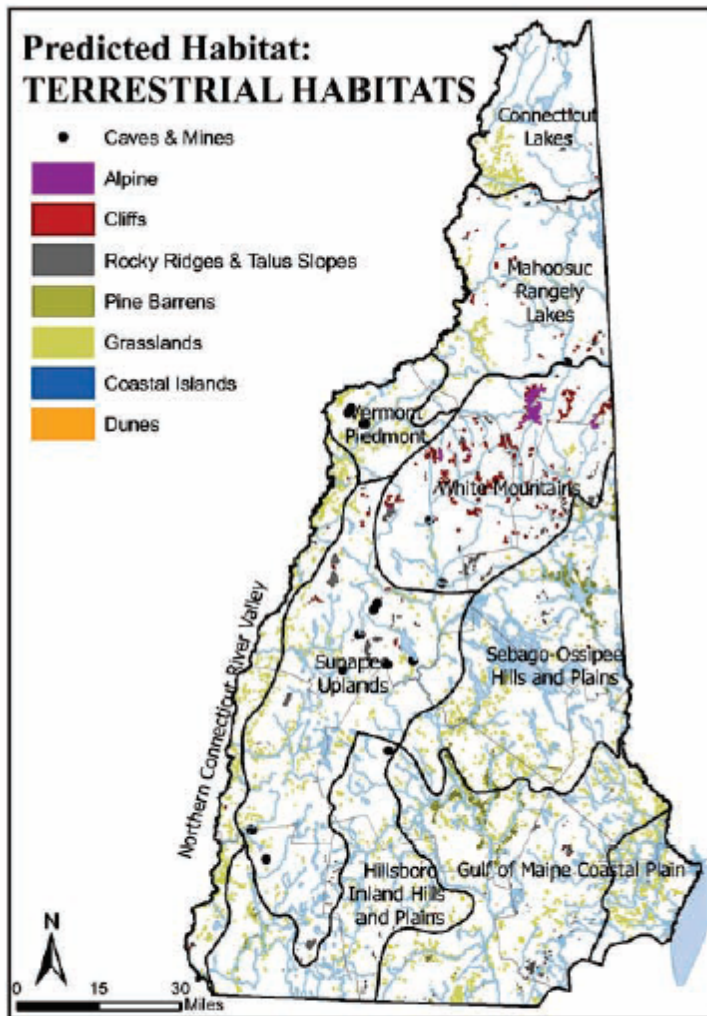 Predicted Habitat:
TERRESTRIAL HABITATS
Caves & Mines
Alpine
Cliffs
Rocky Ridges & Talus Slopes
Pine Barrens
Grasslands
Coastal Islands
Dunes
Connecticut
Lakes
Mahoosuc
Rangely
Lakes
Vermont
Piedmont
White Mountains
Northern Connecticut River Valley
Sunapee
Uplands
Sebago-Ossipee
Hills and Plains
Hillsboro
Inland Hills
and Plains
Gulf of Maine Coastal Plain
N
0 15 30
Miles